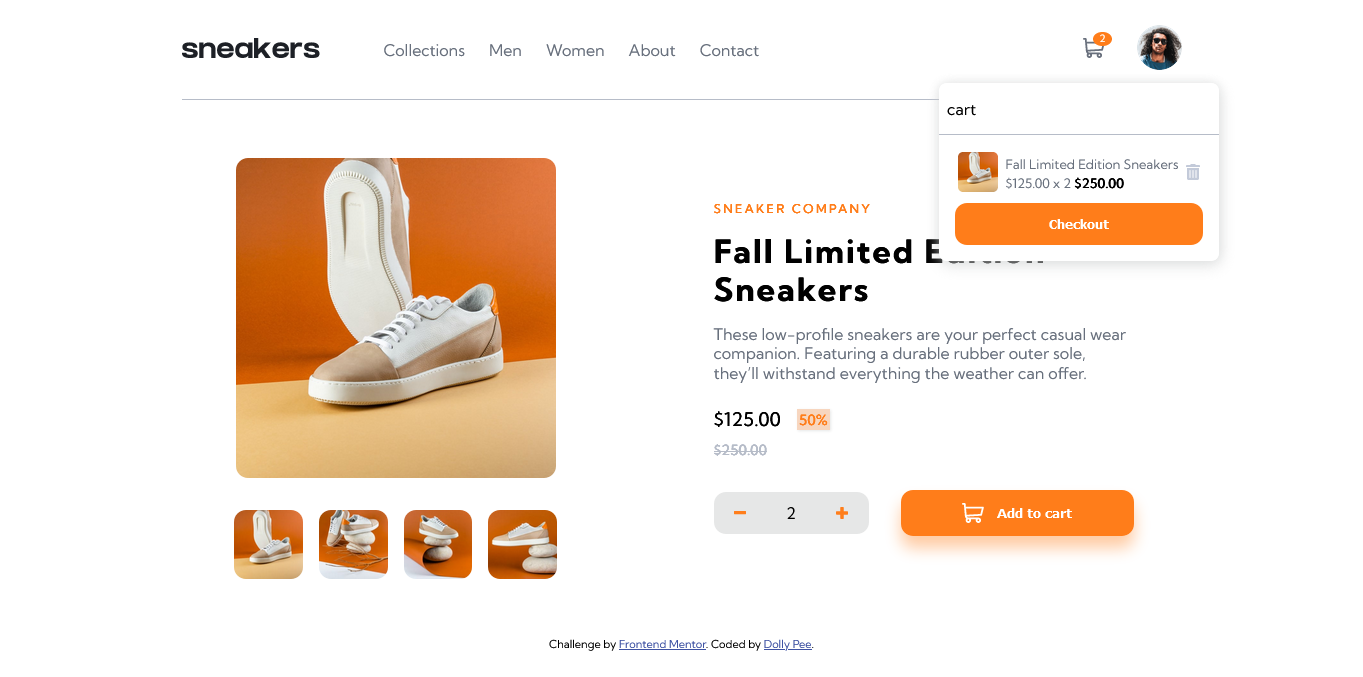 sneakers
Collections Men Women About Contact
2
cart
Fall Limited Edition Sneakers
$125.00 x 2 $250.00
Checkout
SNEAKER COMPANY
Fall Limited Edition
Sneakers
These low-profile sneakers are your perfect casual wear
companion. Featuring a durable rubber outer sole,
they’ll withstand everything the weather can offer.
$125.00 50%
$250.00
2
Add to cart
Challenge by Frontend Mentor. Coded by Dolly Pee.